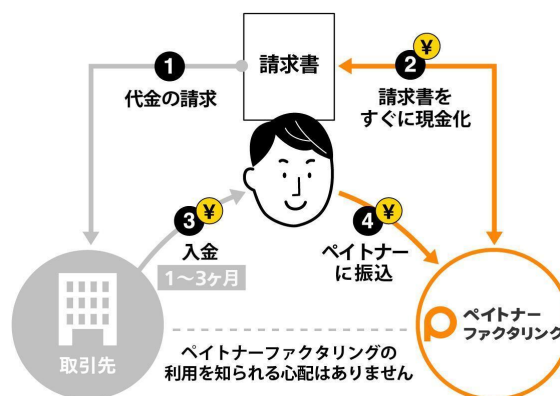 請求書
1
代金の請求
2
¥
請求書を
すぐに現金化
3
¥
入金
1〜3ヶ月
4
¥
ペイトナー
に振込
取引先
ペイトナー
ファクタリング
ペイトナーファクタリングの
利用を知られる心配はありません